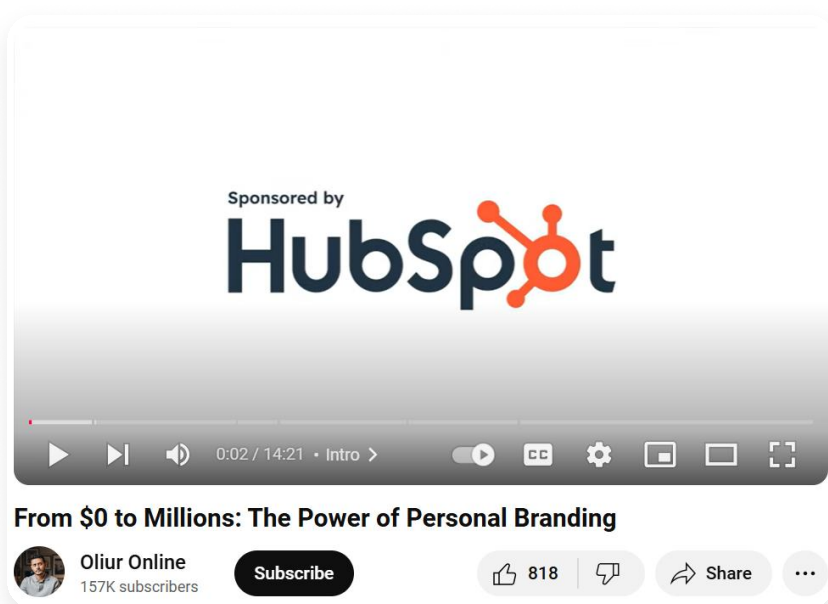 Sponsored by
HubSpot
0:02 / 14:21 • Intro
CC
From $0 to Millions: The Power of Personal Branding
Oliur Online
157K subscribers
Subscribe
818
Share